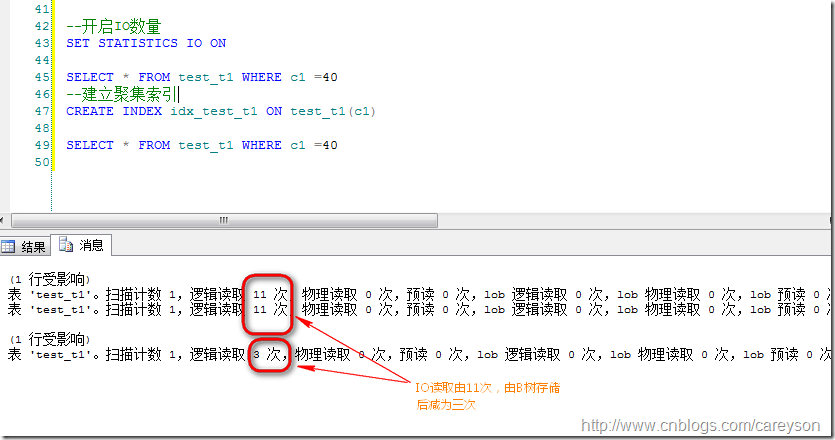 41
42 --开启IO数量
43 SET STATISTICS IO ON
44
45 SELECT * FROM test_t1 WHERE c1 =40
46 --建立聚集索引
47 CREATE INDEX idx_test_t1 ON test_t1(c1)
48
49 SELECT * FROM test_t1 WHERE c1 =40
50
结果 消息
(1 行受影响)
表 'test_t1'。扫描计数 1，逻辑读取 11 次 物理读取 0 次，预读 0 次，lob 逻辑读取 0 次，lob 物理读取 0 次，lob 预读 0 次，
表 'test_t1'。扫描计数 1，逻辑读取 11 次 物理读取 0 次，预读 0 次，lob 逻辑读取 0 次，lob 物理读取 0 次，lob 预读 0 次，
(1 行受影响)
表 'test_t1'。扫描计数 1，逻辑读取 3 次，物理读取 0 次，预读 0 次，lob 逻辑读取 0 次，lob 物理读取 0 次，lob 预读 0 次，
IO读取由11次，由B树存储
后减为三次
http://www.cnblogs.com/careyson